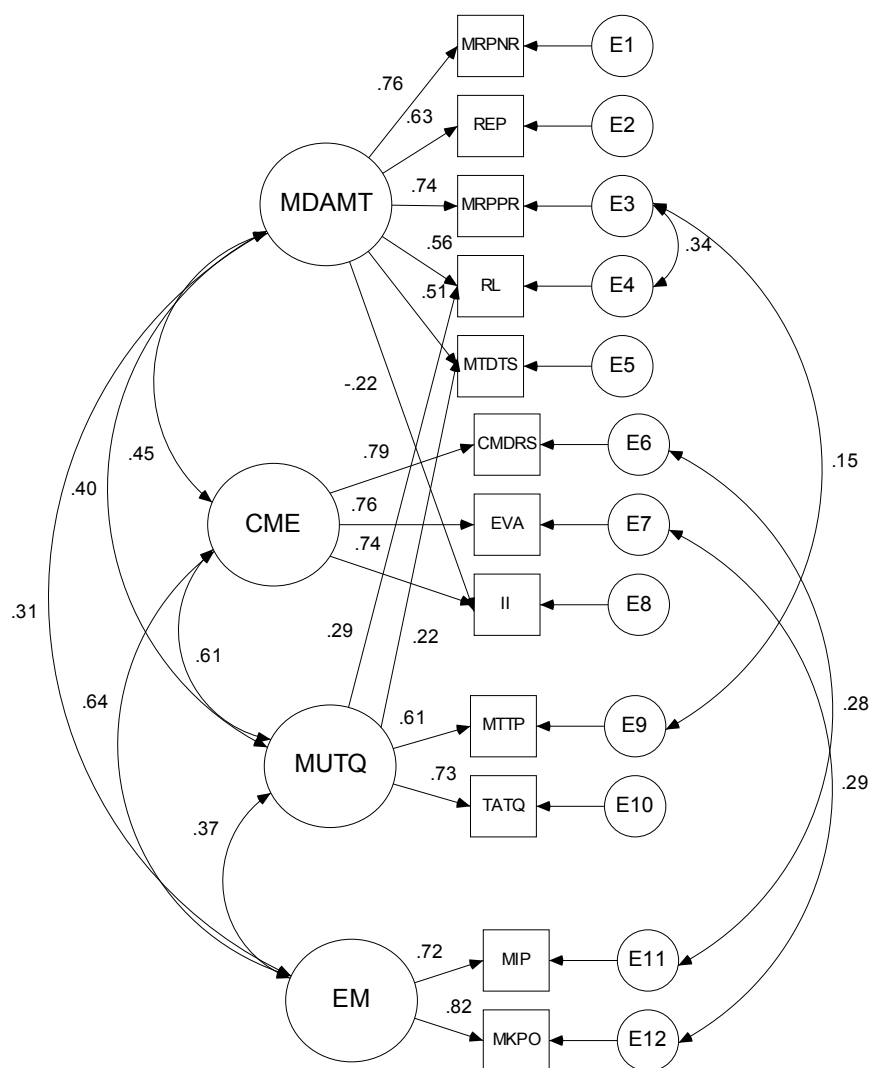 MRPNR
E1
.76
.63
REP
E2
MDAMT
.74
MRPPR
E3
.34
.56
RL
E4
.51
MTDTS
E5
-.22
.79
CMDRS
E6
.45
.15
.40
CME
.76
EVA
E7
.74
II
E8
.31
.29
.22
.61
.64
.28
MUTQ
.61
MTTP
E9
.73
TATQ
E10
.29
.37
EM
.72
MIP
E11
.82
MKPO
E12